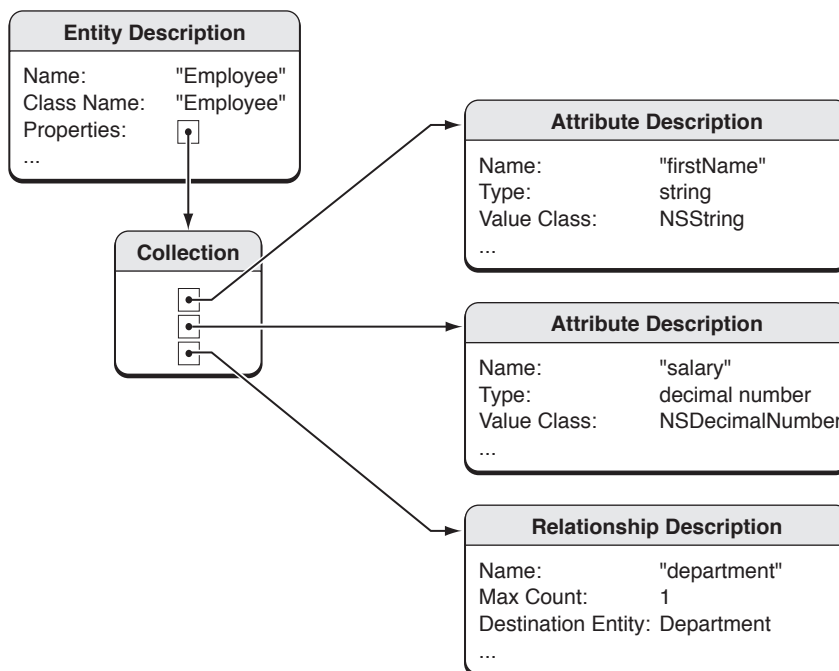 Entity Description
Name: "Employee"
Class Name: "Employee"
Properties:
...
Collection
Attribute Description
Name: "firstName"
Type: string
Value Class: NSString
...
Attribute Description
Name: "salary"
Type: decimal number
Value Class: NSDecimalNumber
...
Relationship Description
Name: "department"
Max Count: 1
Destination Entity: Department
...